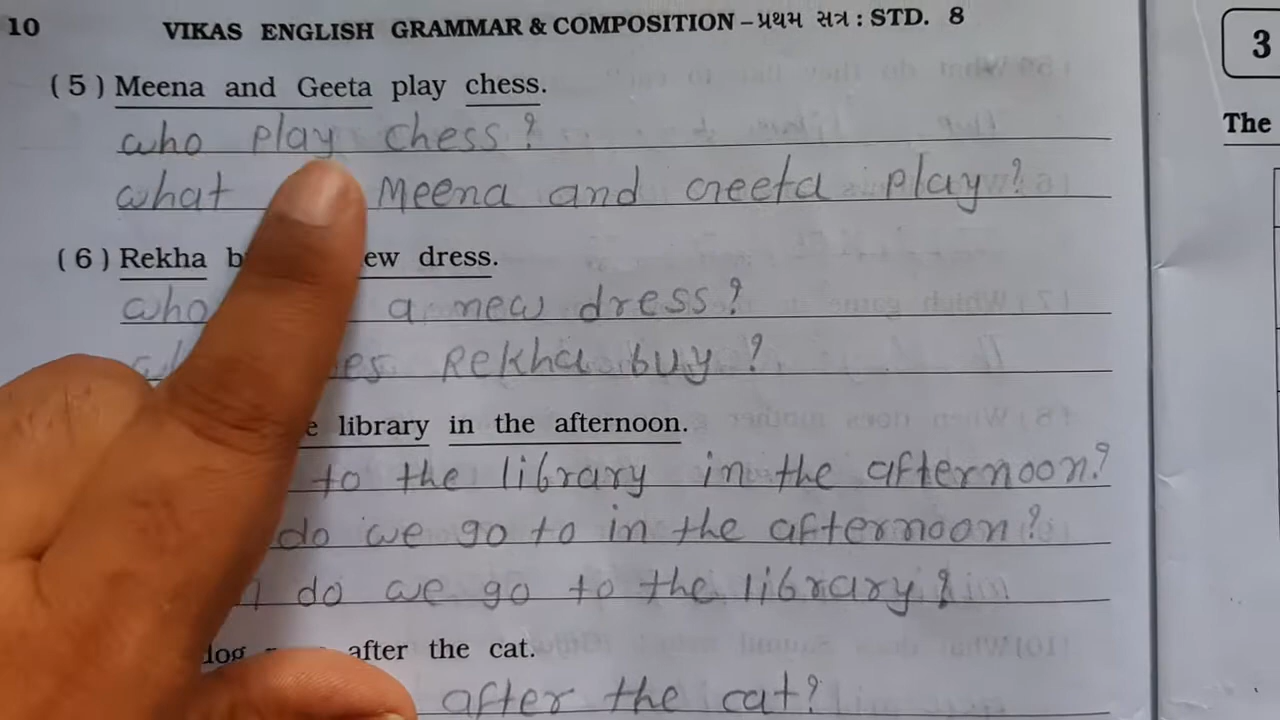 10 VIKAS ENGLISH GRAMMAR & COMPOSITION – પ્રથમ સત્ર : STD. 8
3
( 5 ) Meena and Geeta play chess.
The
who play chess?
what Meena and Geeta play?
( 6 ) Rekha dress.
who a new dress?
Rekha buy ?
library in the afternoon.
to the library in the afternoon?
do we go to in the afternoon?
do we go to the library ?
dog after the cat.
after the cat?